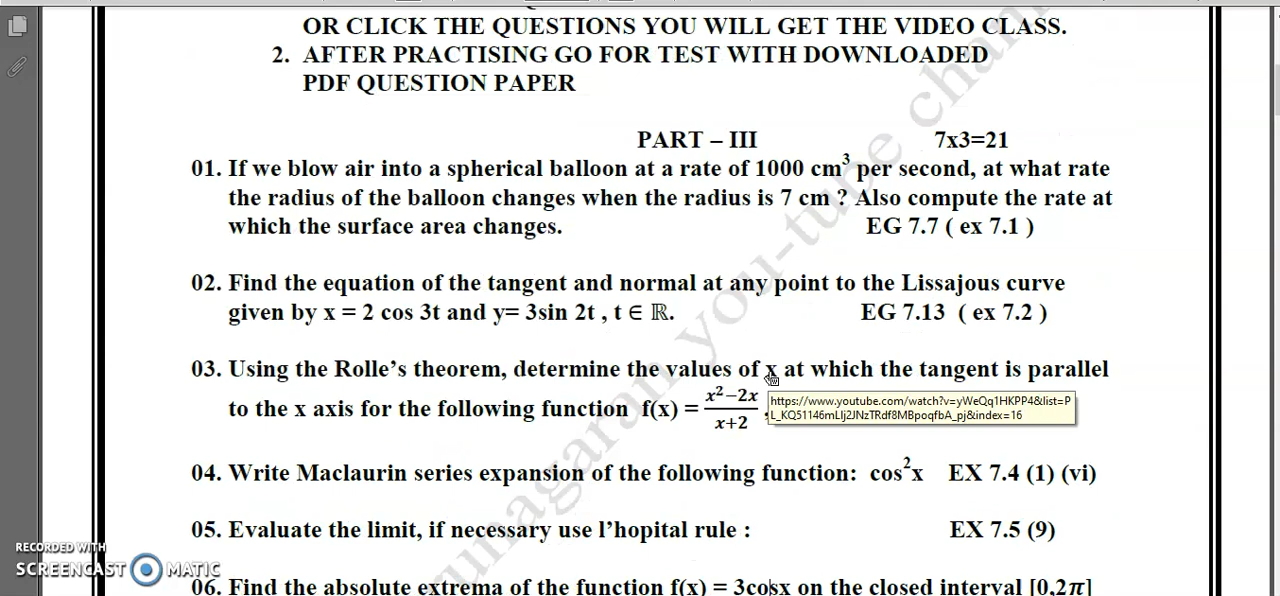 OR CLICK THE QUESTIONS YOU WILL GET THE VIDEO CLASS.
2. AFTER PRACTISING GO FOR TEST WITH DOWNLOADED
PDF QUESTION PAPER
PART – III 7x3=21
01. If we blow air into a spherical balloon at a rate of 1000 cm³ per second, at what rate
the radius of the balloon changes when the radius is 7 cm ? Also compute the rate at
which the surface area changes. EG 7.7 ( ex 7.1 )
02. Find the equation of the tangent and normal at any point to the Lissajous curve
given by x = 2 cos 3t and y= 3sin 2t , t ∈ ℝ. EG 7.13 ( ex 7.2 )
03. Using the Rolle’s theorem, determine the values of x at which the tangent is parallel
to the x axis for the following function f(x) = x²−2x / x+2 ,
https://www.youtube.com/watch?v=yWeQq1HKPP4&list=P
L_KQ51146mLIj2JNzTRdf8MBpoqfbA_pj&index=16
04. Write Maclaurin series expansion of the following function: cos²x EX 7.4 (1) (vi)
05. Evaluate the limit, if necessary use l’hopital rule : EX 7.5 (9)
06. Find the absolute extrema of the function f(x) = 3cosx on the closed interval [0,2π]
RECORDED WITH
SCREENCAST MATIC
you-tube chann